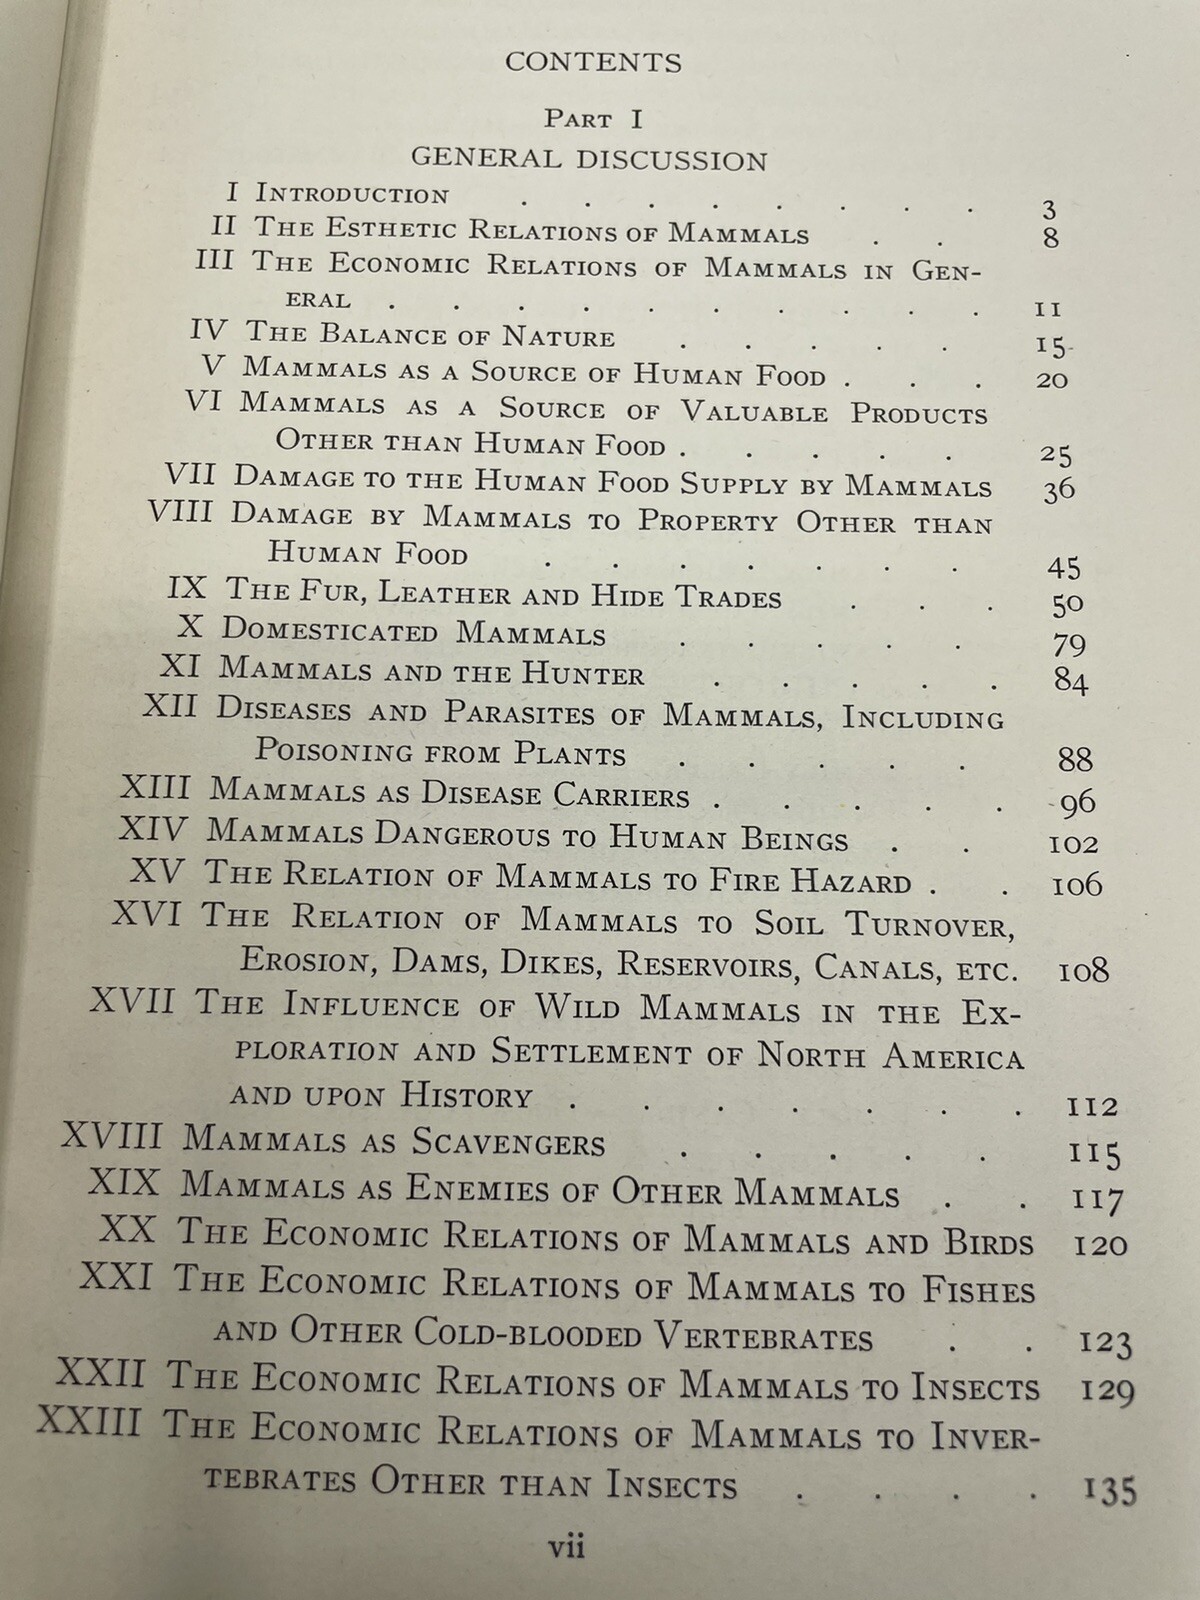 CONTENTS
PART I
GENERAL DISCUSSION
I INTRODUCTION . . . . . . . . 3
II THE ESTHETIC RELATIONS OF MAMMALS . . 8
III THE ECONOMIC RELATIONS OF MAMMALS IN GEN-
ERAL . . . . . . . . . . 11
IV THE BALANCE OF NATURE . . . . . 15
V MAMMALS AS A SOURCE OF HUMAN FOOD . . . 20
VI MAMMALS AS A SOURCE OF VALUABLE PRODUCTS
OTHER THAN HUMAN FOOD . . . . . 25
VII DAMAGE TO THE HUMAN FOOD SUPPLY BY MAMMALS 36
VIII DAMAGE BY MAMMALS TO PROPERTY OTHER THAN
HUMAN FOOD . . . . . . . 45
IX THE FUR, LEATHER AND HIDE TRADES . . . 50
X DOMESTICATED MAMMALS . . . . . 79
XI MAMMALS AND THE HUNTER . . . . . 84
XII DISEASES AND PARASITES OF MAMMALS, INCLUDING
POISONING FROM PLANTS . . . . . 88
XIII MAMMALS AS DISEASE CARRIERS . . . . . 96
XIV MAMMALS DANGEROUS TO HUMAN BEINGS . . 102
XV THE RELATION OF MAMMALS TO FIRE HAZARD . . 106
XVI THE RELATION OF MAMMALS TO SOIL TURNOVER,
EROSION, DAMS, DIKES, RESERVOIRS, CANALS, ETC. 108
XVII THE INFLUENCE OF WILD MAMMALS IN THE EX-
PLORATION AND SETTLEMENT OF NORTH AMERICA
AND UPON HISTORY . . . . . . . 112
XVIII MAMMALS AS SCAVENGERS . . . . . 115
XIX MAMMALS AS ENEMIES OF OTHER MAMMALS . . 117
XX THE ECONOMIC RELATIONS OF MAMMALS AND BIRDS 120
XXI THE ECONOMIC RELATIONS OF MAMMALS TO FISHES
AND OTHER COLD-BLOODED VERTEBRATES . . 123
XXII THE ECONOMIC RELATIONS OF MAMMALS TO INSECTS 129
XXIII THE ECONOMIC RELATIONS OF MAMMALS TO INVER-
TEBRATES OTHER THAN INSECTS . . . . 135
vii